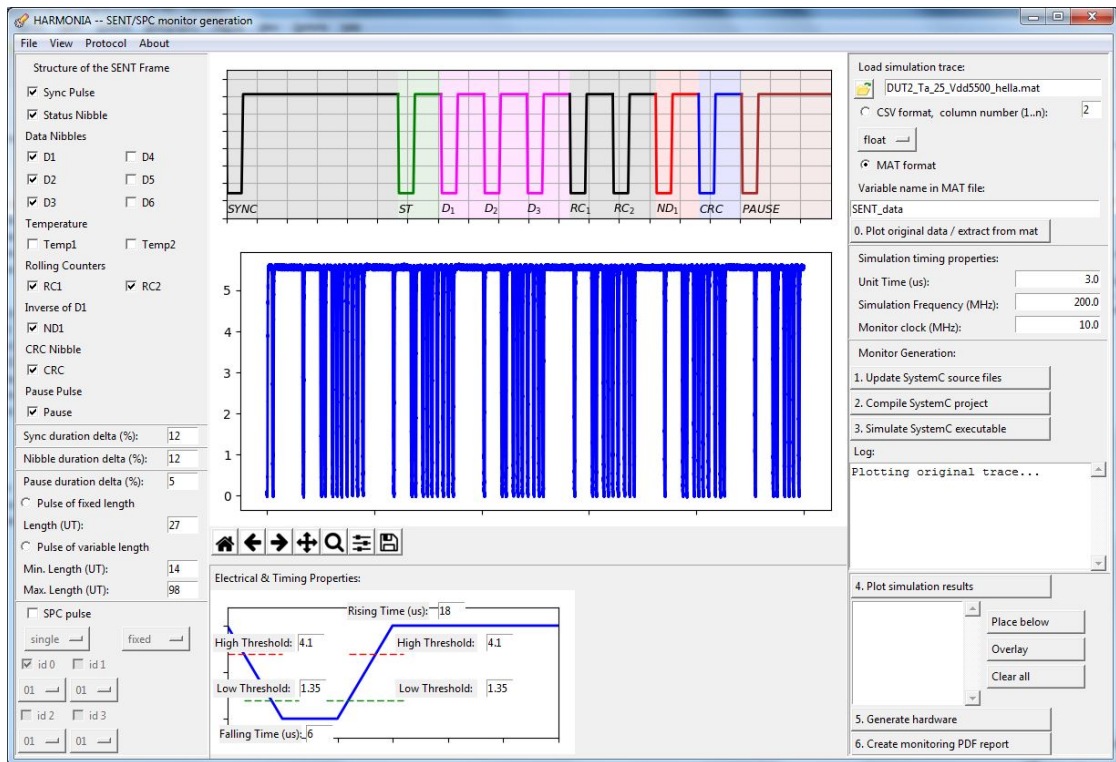 HARMONIA -- SENT/SPC monitor generation
File View Protocol About
Structure of the SENT Frame
Sync Pulse
Status Nibble
Data Nibbles
D1 D4
D2 D5
D3 D6
Temperature
Temp1 Temp2
Rolling Counters
RC1 RC2
Inverse of D1
ND1
CRC Nibble
CRC
Pause Pulse
Pause
Sync duration delta (%): 12
Nibble duration delta (%): 12
Pause duration delta (%): 5
Pulse of fixed length
Length (UT): 27
Pulse of variable length
Min. Length (UT): 14
Max. Length (UT): 98
SPC pulse
single fixed
id 0 id 1
01 01
id 2 id 3
01 01
SYNC ST D1 D2 D3 RC1 RC2 ND1 CRC PAUSE
5
4
3
2
1
0
Electrical & Timing Properties:
Rising Time (us): 18
High Threshold: 4.1 High Threshold: 4.1
Low Threshold: 1.35 Low Threshold: 1.35
Falling Time (us): 6
Load simulation trace:
DUT2_Ta_25_Vdd5500_hella.mat
CSV format, column number (1..n): 2
float
MAT format
Variable name in MAT file:
SENT_data
0. Plot original data / extract from mat
Simulation timing properties:
Unit Time (us): 3.0
Simulation Frequency (MHz): 200.0
Monitor clock (MHz): 10.0
Monitor Generation:
1. Update SystemC source files
2. Compile SystemC project
3. Simulate SystemC executable
Log:
Plotting original trace...
4. Plot simulation results
Place below
Overlay
Clear all
5. Generate hardware
6. Create monitoring PDF report